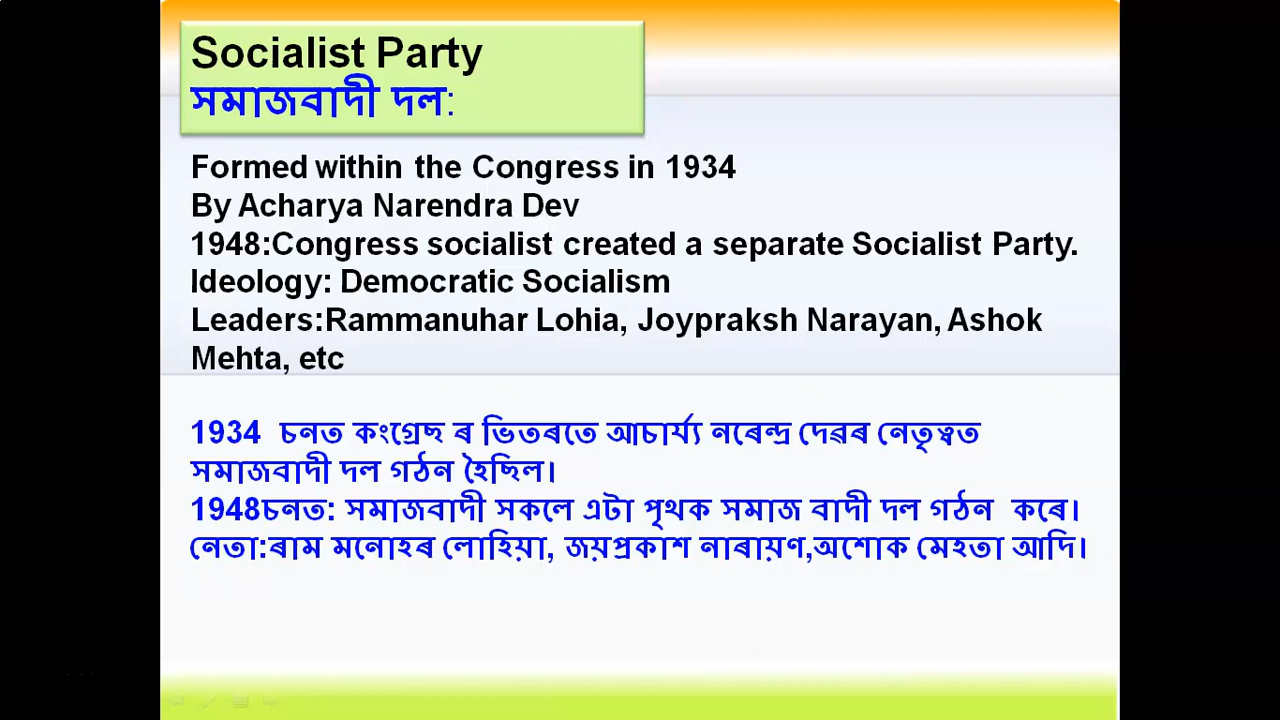 Socialist Party
সমাজবাদী দল:
Formed within the Congress in 1934
By Acharya Narendra Dev
1948:Congress socialist created a separate Socialist Party.
Ideology: Democratic Socialism
Leaders:Rammanuhar Lohia, Joypraksh Narayan, Ashok
Mehta, etc
1934 চনত কংগ্ৰেছ ৰ ভিতৰতে আচাৰ্য্য নৰেন্দ্ৰ দেৱৰ নেতৃত্বত
সমাজবাদী দল গঠন হৈছিল।
1948চনত: সমাজবাদী সকলে এটা পৃথক সমাজ বাদী দল গঠন কৰে।
নেতা:ৰাম মনোহৰ লোহিয়া, জয়প্ৰকাশ নাৰায়ণ,অশোক মেহতা আদি।